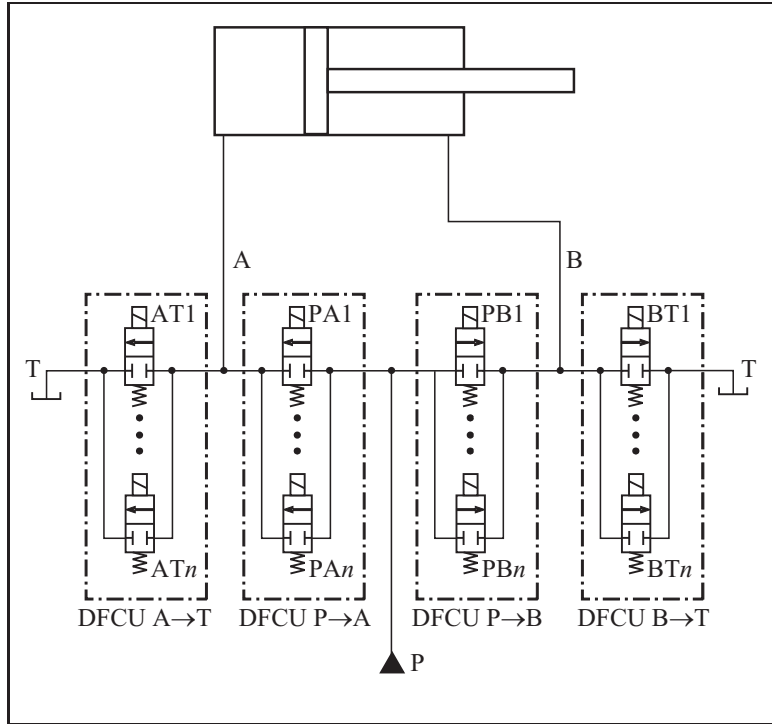 A
B
AT1
PA1
PB1
BT1
T
T
ATn
PAn
PBn
BTn
DFCU A→T
DFCU P→A
DFCU P→B
DFCU B→T
P